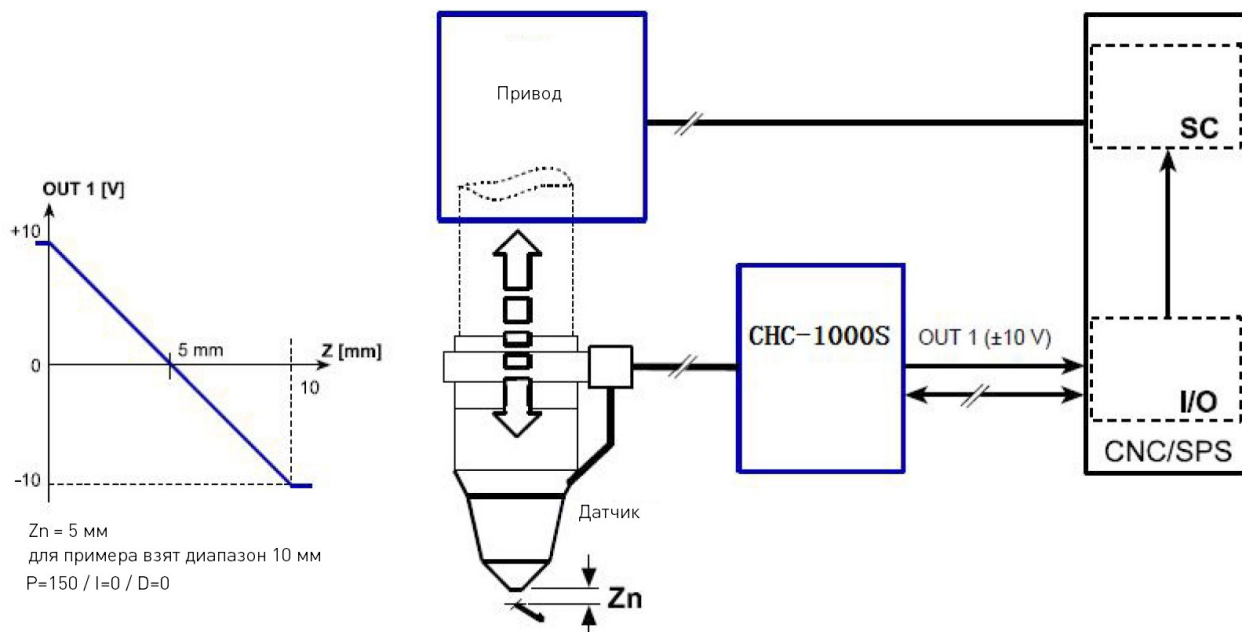 OUT 1 [V]
+10
0
-10
5 mm
Z [mm]
10
Zn = 5 мм
для примера взят диапазон 10 мм
P=150 / I=0 / D=0
Привод
Датчик
Zn
CHC-1000S
OUT 1 (±10 V)
SC
I/O
CNC/SPS